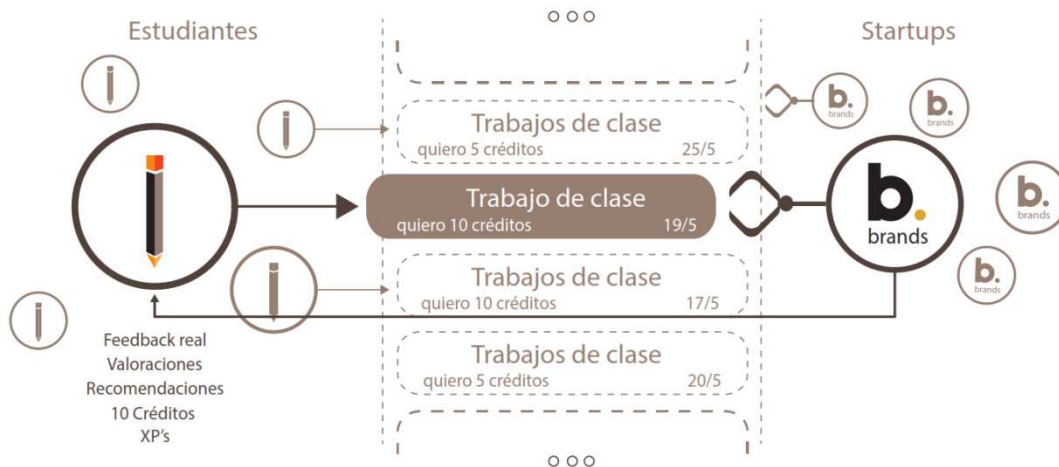 Estudiantes
Startups
Trabajos de clase
quiero 5 créditos 25/5
Trabajo de clase
quiero 10 créditos 19/5
Trabajos de clase
quiero 10 créditos 17/5
Trabajos de clase
quiero 5 créditos 20/5
b.
brands
b.
brands
b.
brands
b.
brands
b.
brands
Feedback real
Valoraciones
Recomendaciones
10 Créditos
XP's